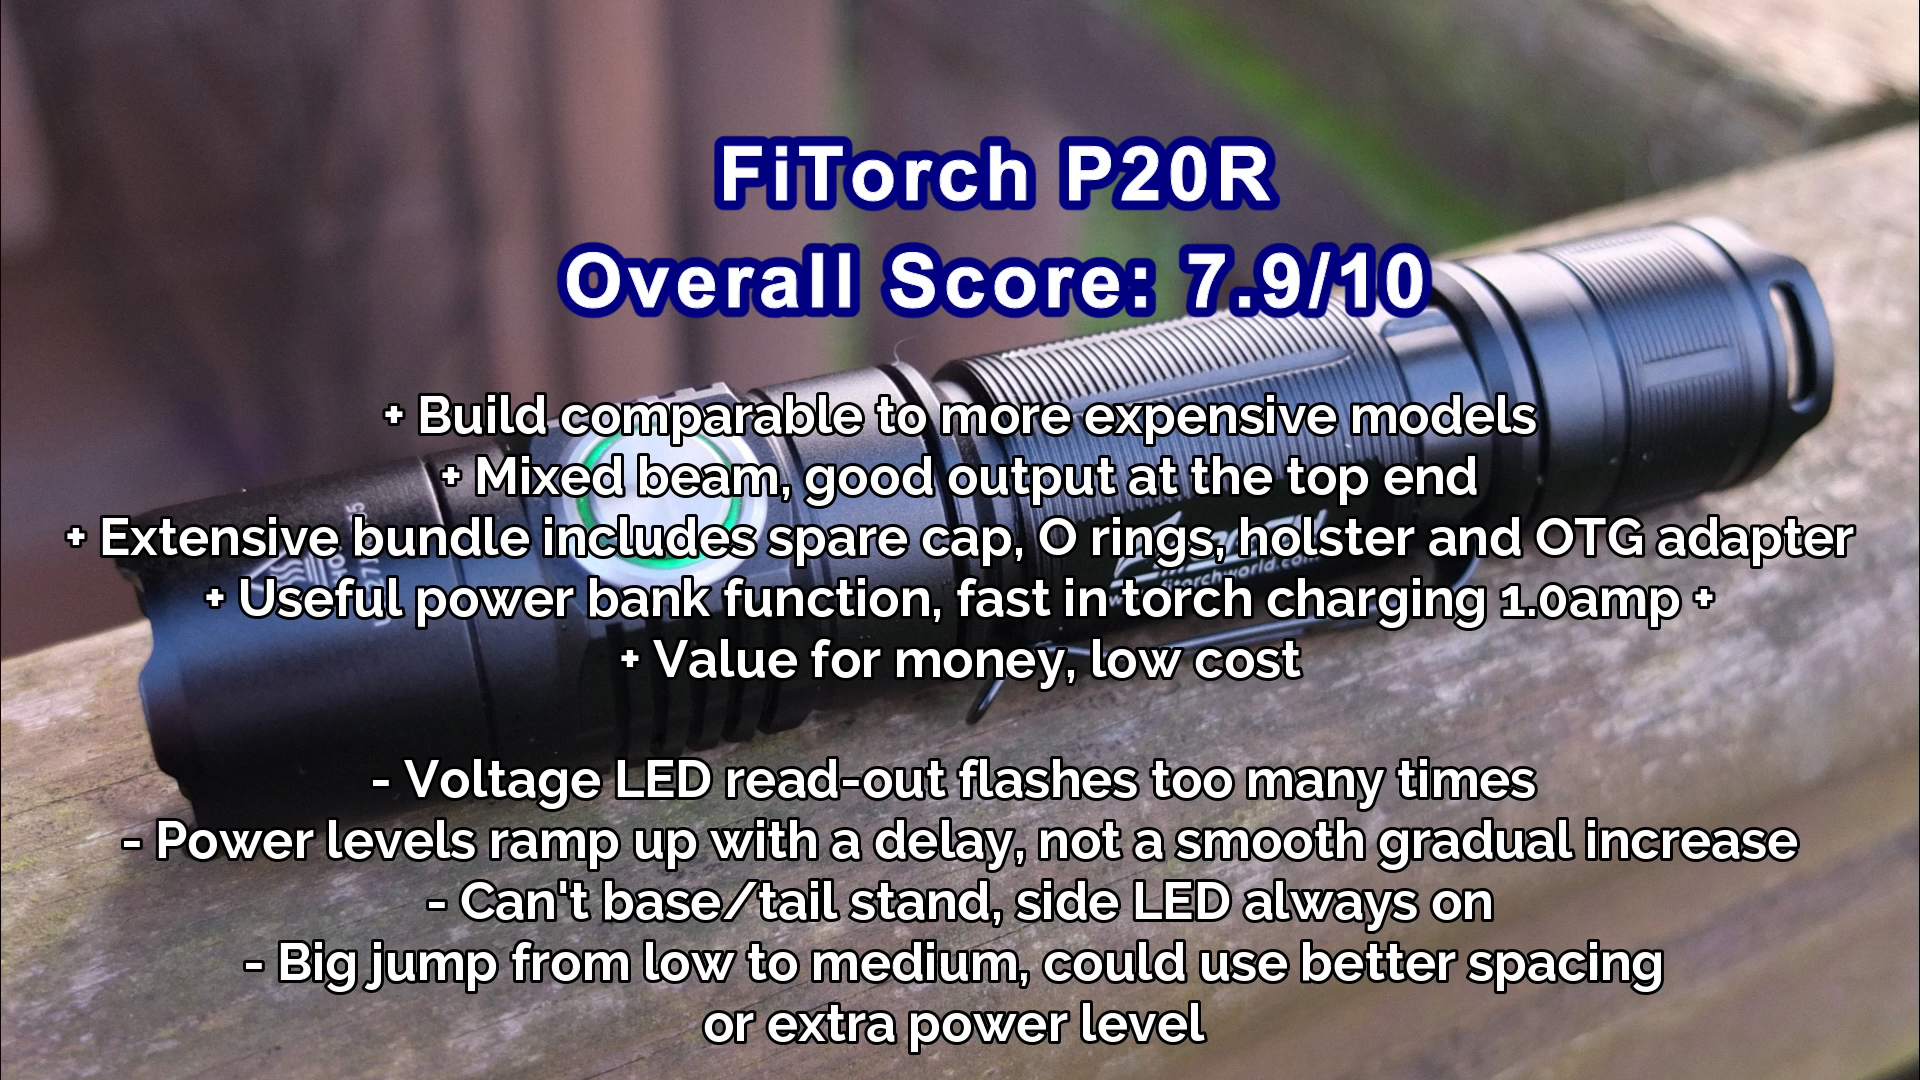 FiTorch P20R
Overall Score: 7.9/10
+ Build comparable to more expensive models
+ Mixed beam, good output at the top end
+ Extensive bundle includes spare cap, O rings, holster and OTG adapter
+ Useful power bank function, fast in torch charging 1.0amp +
+ Value for money, low cost
- Voltage LED read-out flashes too many times
- Power levels ramp up with a delay, not a smooth gradual increase
- Can't base/tail stand, side LED always on
- Big jump from low to medium, could use better spacing
or extra power level